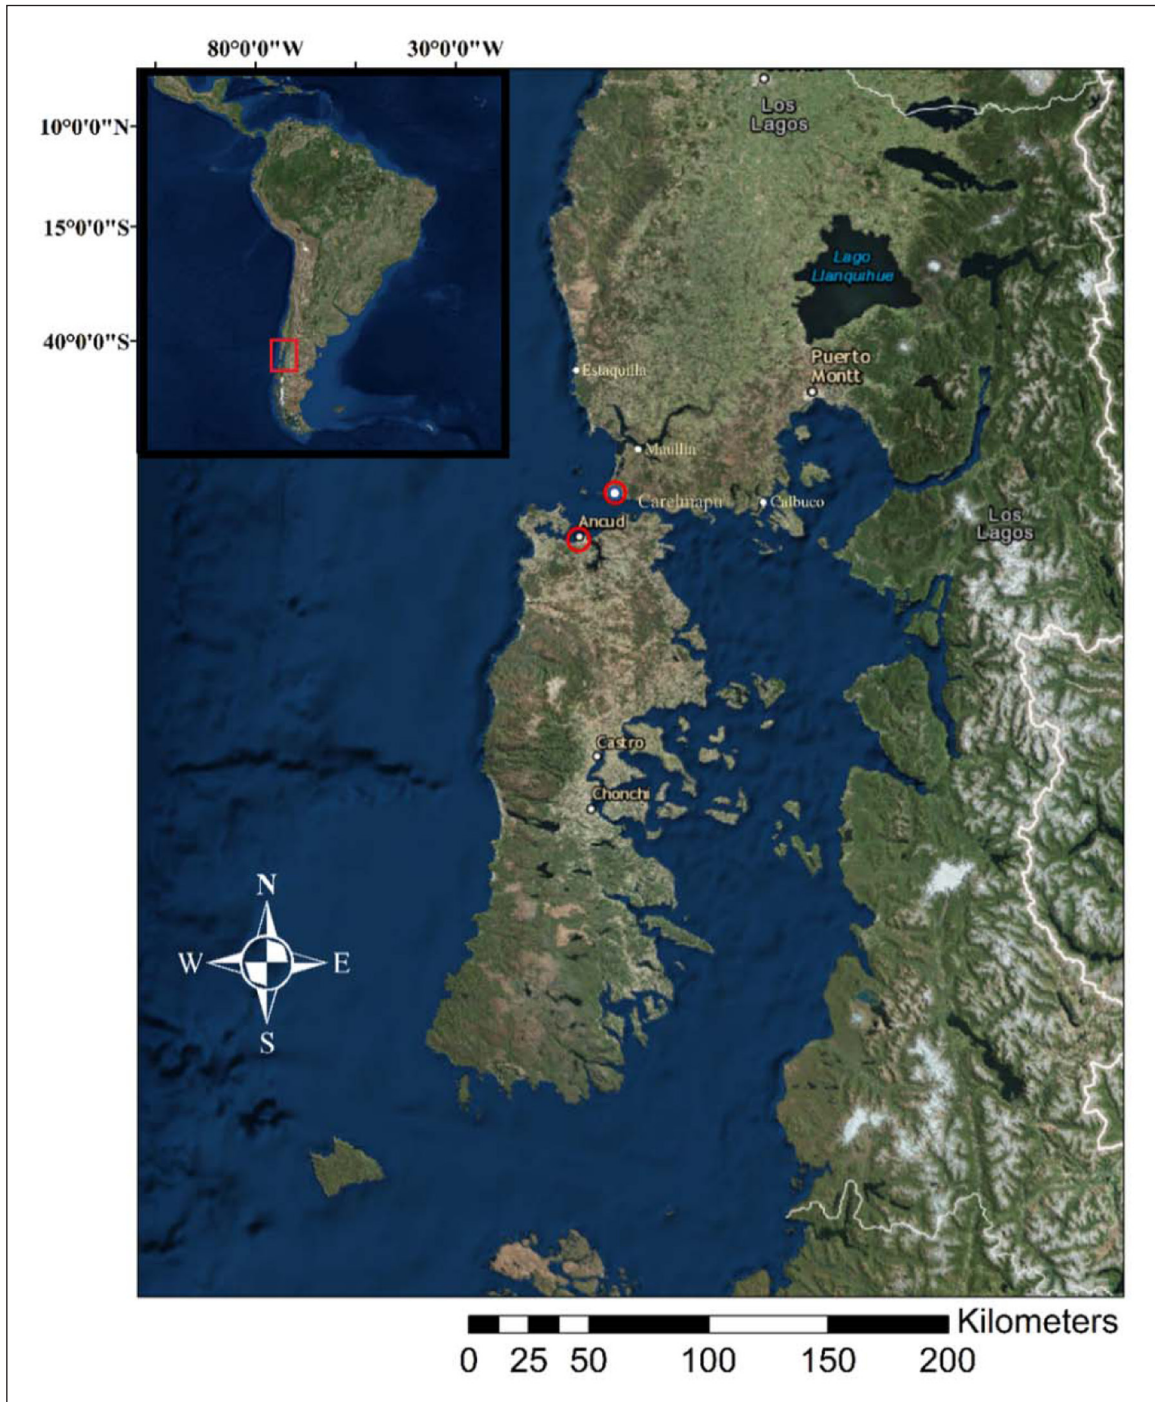 80°0'0"W 30°0'0"W
10°0'0"N
15°0'0"S
40°0'0"S
Los
Lagos
Lago
Llanquihue
Puerto
Montt
Estaquilla
Maullin
Carelmapu
Calbuco
Ancud
Los
Lagos
Castro
Chonchi
N
W E
S
Kilometers
0 25 50 100 150 200